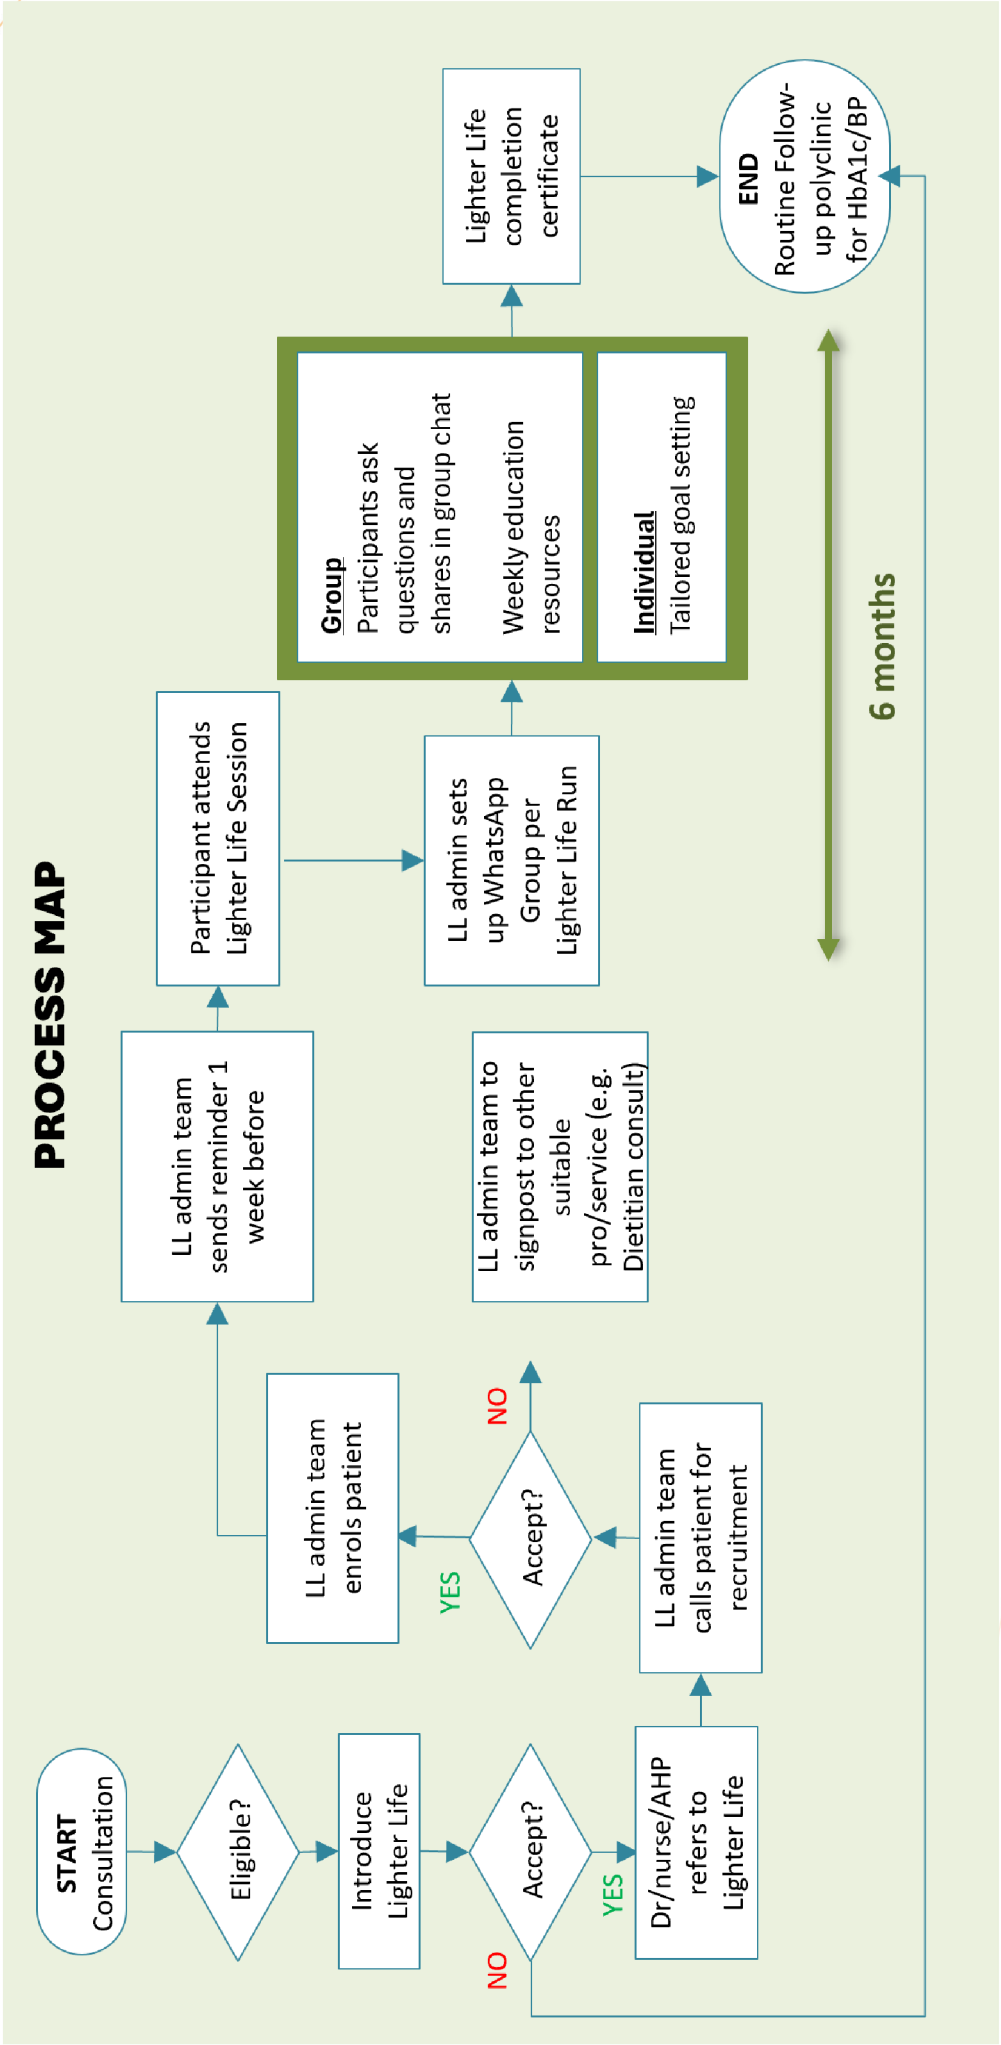 PROCESS MAP
START
Consultation
Eligible?
Introduce
Lighter Life
Accept?
NO
YES
Dr/nurse/AHP
refers to
Lighter Life
LL admin team
calls patient for
recruitment
Accept?
YES
NO
LL admin team
enrols patient
LL admin team to
signpost to other
suitable
pro/service (e.g.
Dietitian consult)
LL admin team
sends reminder 1
week before
Participant attends
Lighter Life Session
LL admin sets
up WhatsApp
Group per
Lighter Life Run
Group
Participants ask
questions and
shares in group chat
Weekly education
resources
Individual
Tailored goal setting
6 months
Lighter Life
completion
certificate
END
Routine Follow-
up polyclinic
for HbA1c/BP